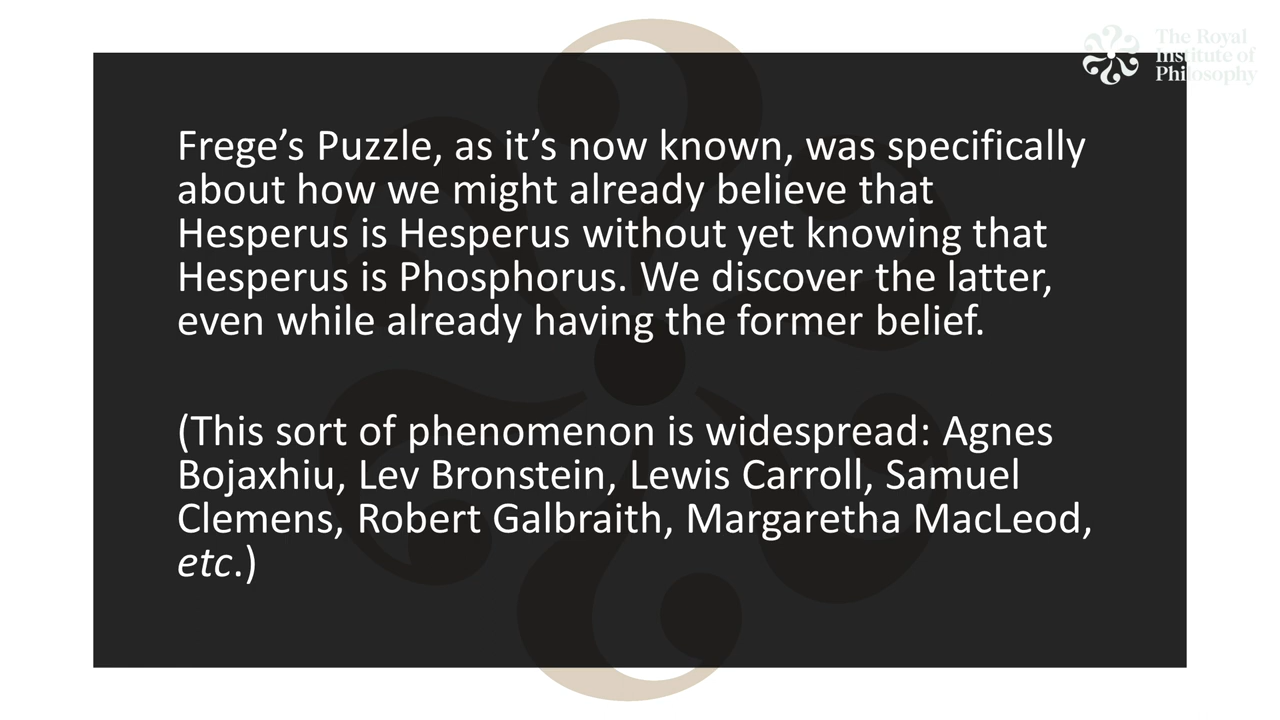 The Royal
Institute of
Philosophy
Frege’s Puzzle, as it’s now known, was specifically
about how we might already believe that
Hesperus is Hesperus without yet knowing that
Hesperus is Phosphorus. We discover the latter,
even while already having the former belief.
(This sort of phenomenon is widespread: Agnes
Bojaxhiu, Lev Bronstein, Lewis Carroll, Samuel
Clemens, Robert Galbraith, Margaretha MacLeod,
etc.)